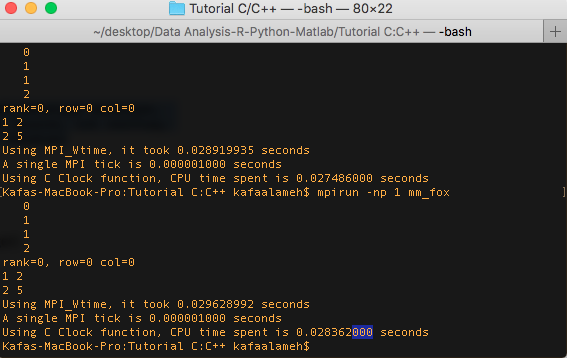 Tutorial C/C++ — -bash — 80×22
~/desktop/Data Analysis-R-Python-Matlab/Tutorial C:C++ — -bash
+
0
1
1
2
rank=0, row=0 col=0
1 2
2 5
Using MPI_Wtime, it took 0.028919935 seconds
A single MPI tick is 0.000001000 seconds
Using C Clock function, CPU time spent is 0.027486000 seconds
[Kafas-MacBook-Pro:Tutorial C:C++ kafaalameh$ mpirun -np 1 mm_fox ]
0
1
1
2
rank=0, row=0 col=0
1 2
2 5
Using MPI_Wtime, it took 0.029628992 seconds
A single MPI tick is 0.000001000 seconds
Using C Clock function, CPU time spent is 0.028362000 seconds
Kafas-MacBook-Pro:Tutorial C:C++ kafaalameh$